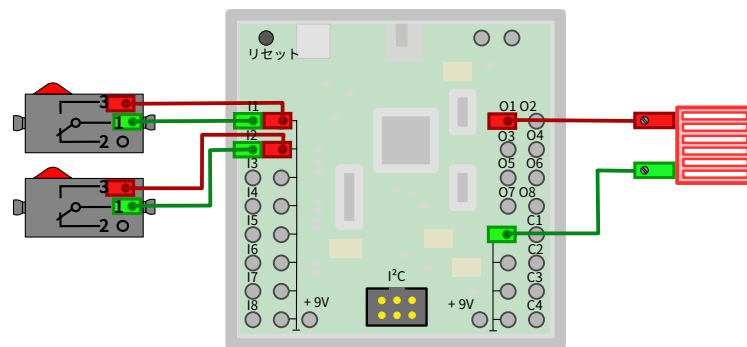 リセット
3
1
2
3
1
2
I1
I2
I3
I4
I5
I6
I7
I8
+9V
I²C
O1 O2
O3 O4
O5 O6
O7 O8
C1
C2
C3
+9V C4